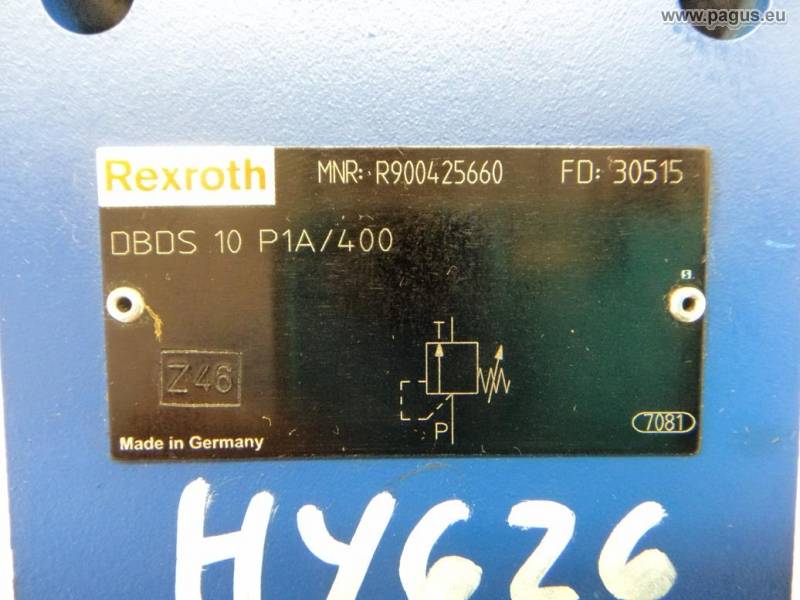 www.pagus.eu
Rexroth MNR: R900425660 FD: 30515
DBDS 10 P1A/400
S
T
Z46
P
7081
Made in Germany
HY626